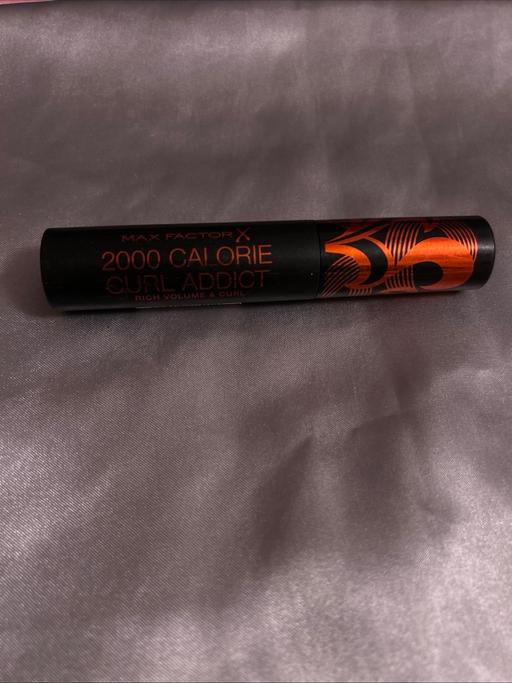 MAX FACTOR X
2000 CALORIE
CURL ADDICT
RICH VOLUME & CURL